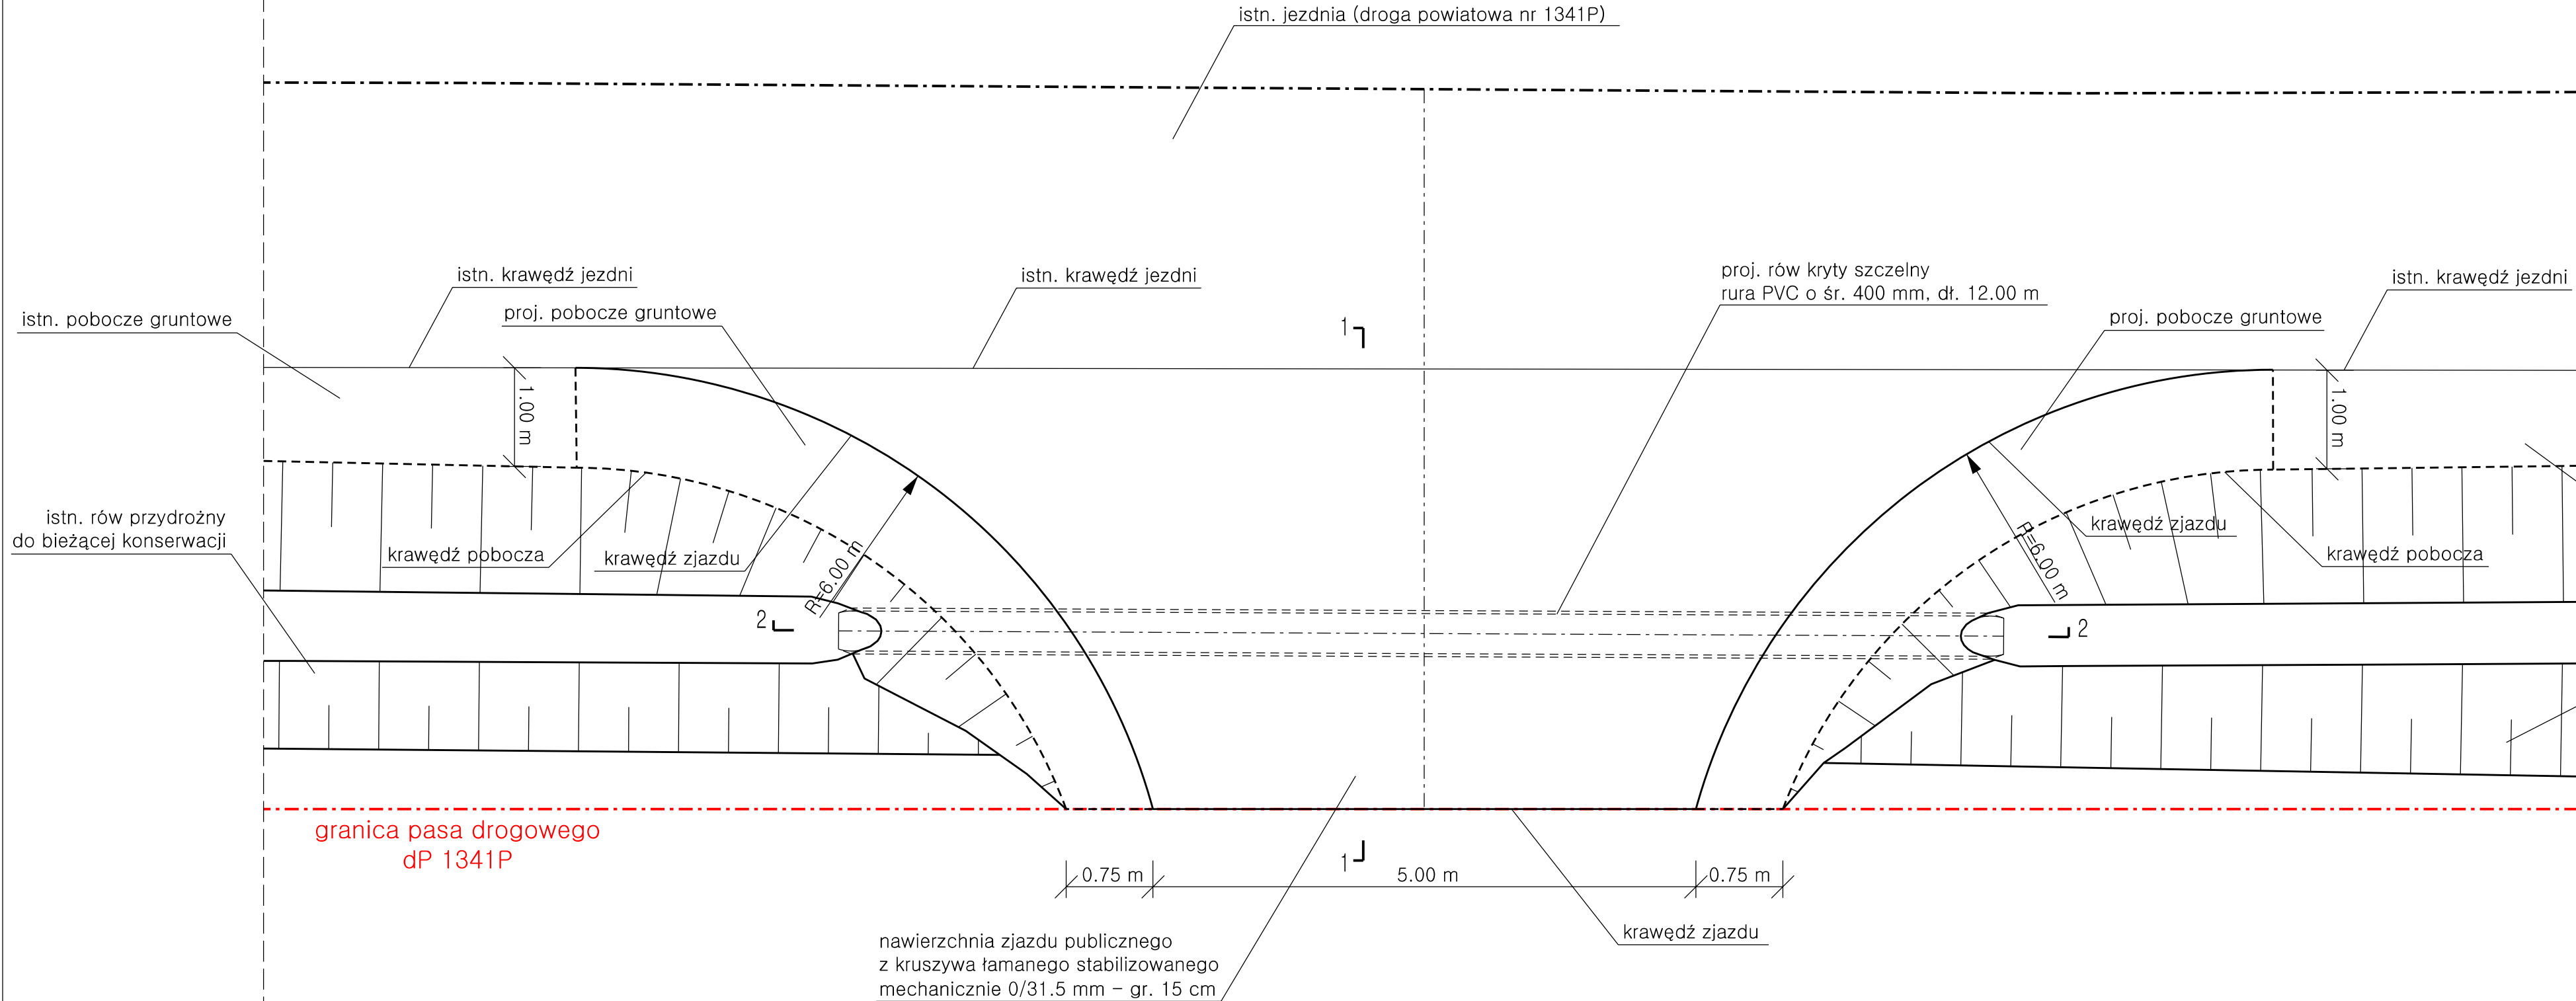 istn. jezdnia (droga powiatowa nr 1341P)
istn. krawędź jezdni
istn. krawędź jezdni
proj. rów kryty szczelny
rura PVC o śr. 400 mm, dł. 12.00 m
istn. krawędź jezdni
istn. pobocze gruntowe
proj. pobocze gruntowe
1
proj. pobocze gruntowe
1.00 m
1.00 m
istn. rów przydrożny
do bieżącej konserwacji
krawędź pobocza
krawędź zjazdu
R=6.00 m
krawędź zjazdu
R=6.00 m
krawędź pobocza
2
2
granica pasa drogowego
dP 1341P
1
0.75 m
5.00 m
0.75 m
krawędź zjazdu
nawierzchnia zjazdu publicznego
z kruszywa łamanego stabilizowanego
mechanicznie 0/31.5 mm – gr. 15 cm